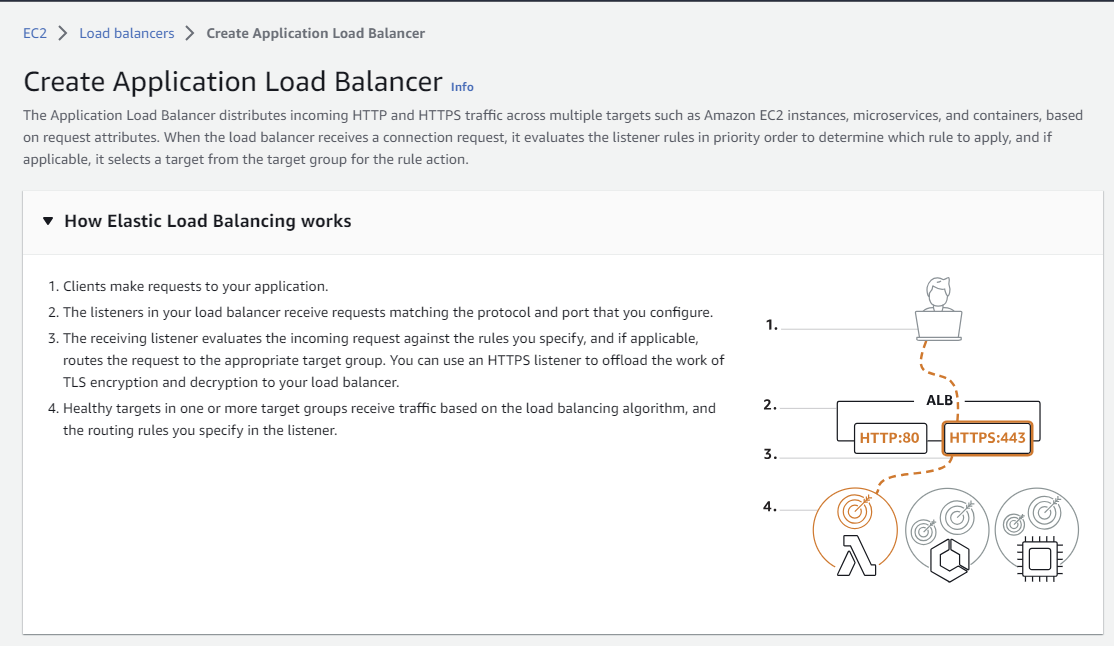 EC2 > Load balancers > Create Application Load Balancer
Create Application Load Balancer Info
The Application Load Balancer distributes incoming HTTP and HTTPS traffic across multiple targets such as Amazon EC2 instances, microservices, and containers, based
on request attributes. When the load balancer receives a connection request, it evaluates the listener rules in priority order to determine which rule to apply, and if
applicable, it selects a target from the target group for the rule action.
▼ How Elastic Load Balancing works
1. Clients make requests to your application.
2. The listeners in your load balancer receive requests matching the protocol and port that you configure.
3. The receiving listener evaluates the incoming request against the rules you specify, and if applicable,
routes the request to the appropriate target group. You can use an HTTPS listener to offload the work of
TLS encryption and decryption to your load balancer.
4. Healthy targets in one or more target groups receive traffic based on the load balancing algorithm, and
the routing rules you specify in the listener.
1.
2.
ALB
HTTP:80 HTTPS:443
3.
4.